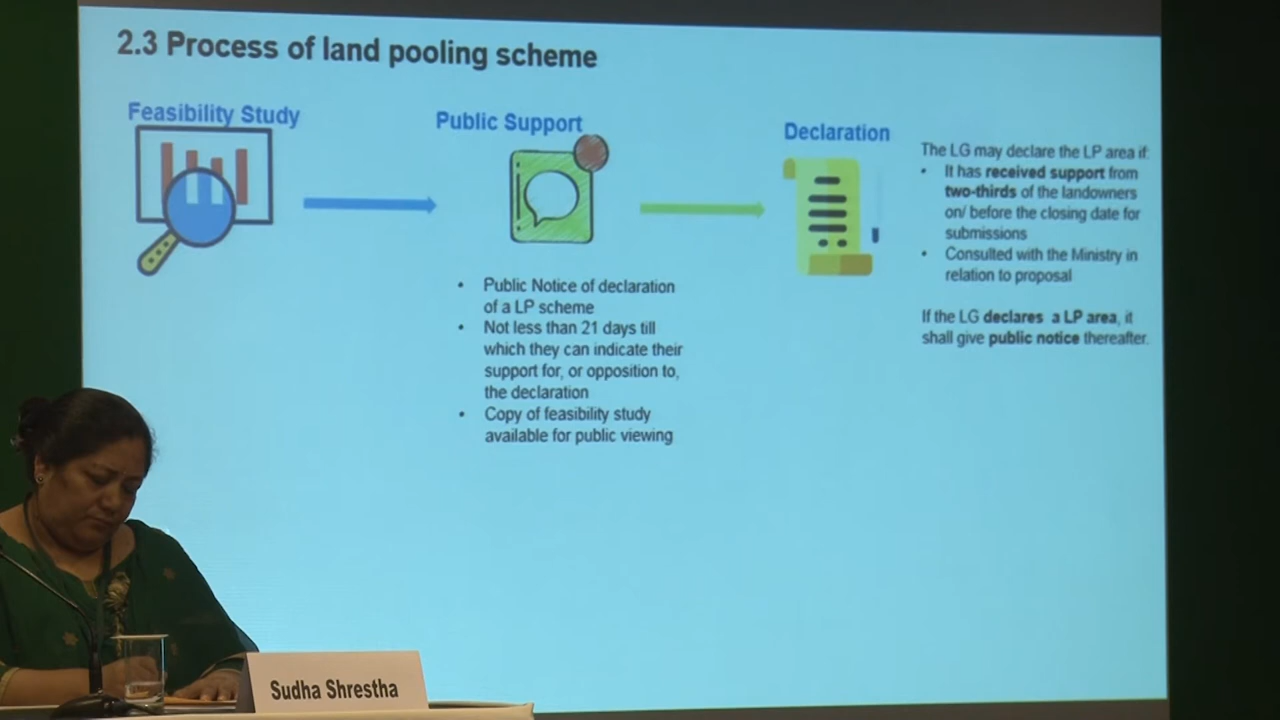 2.3 Process of land pooling scheme
Feasibility Study
Public Support
• Public Notice of declaration
of a LP scheme
• Not less than 21 days till
which they can indicate their
support for, or opposition to,
the declaration
• Copy of feasibility study
available for public viewing
Declaration
The LG may declare the LP area if:
• It has received support from
two-thirds of the landowners
on/ before the closing date for
submissions
• Consulted with the Ministry in
relation to proposal
If the LG declares a LP area, it
shall give public notice thereafter.
Sudha Shrestha